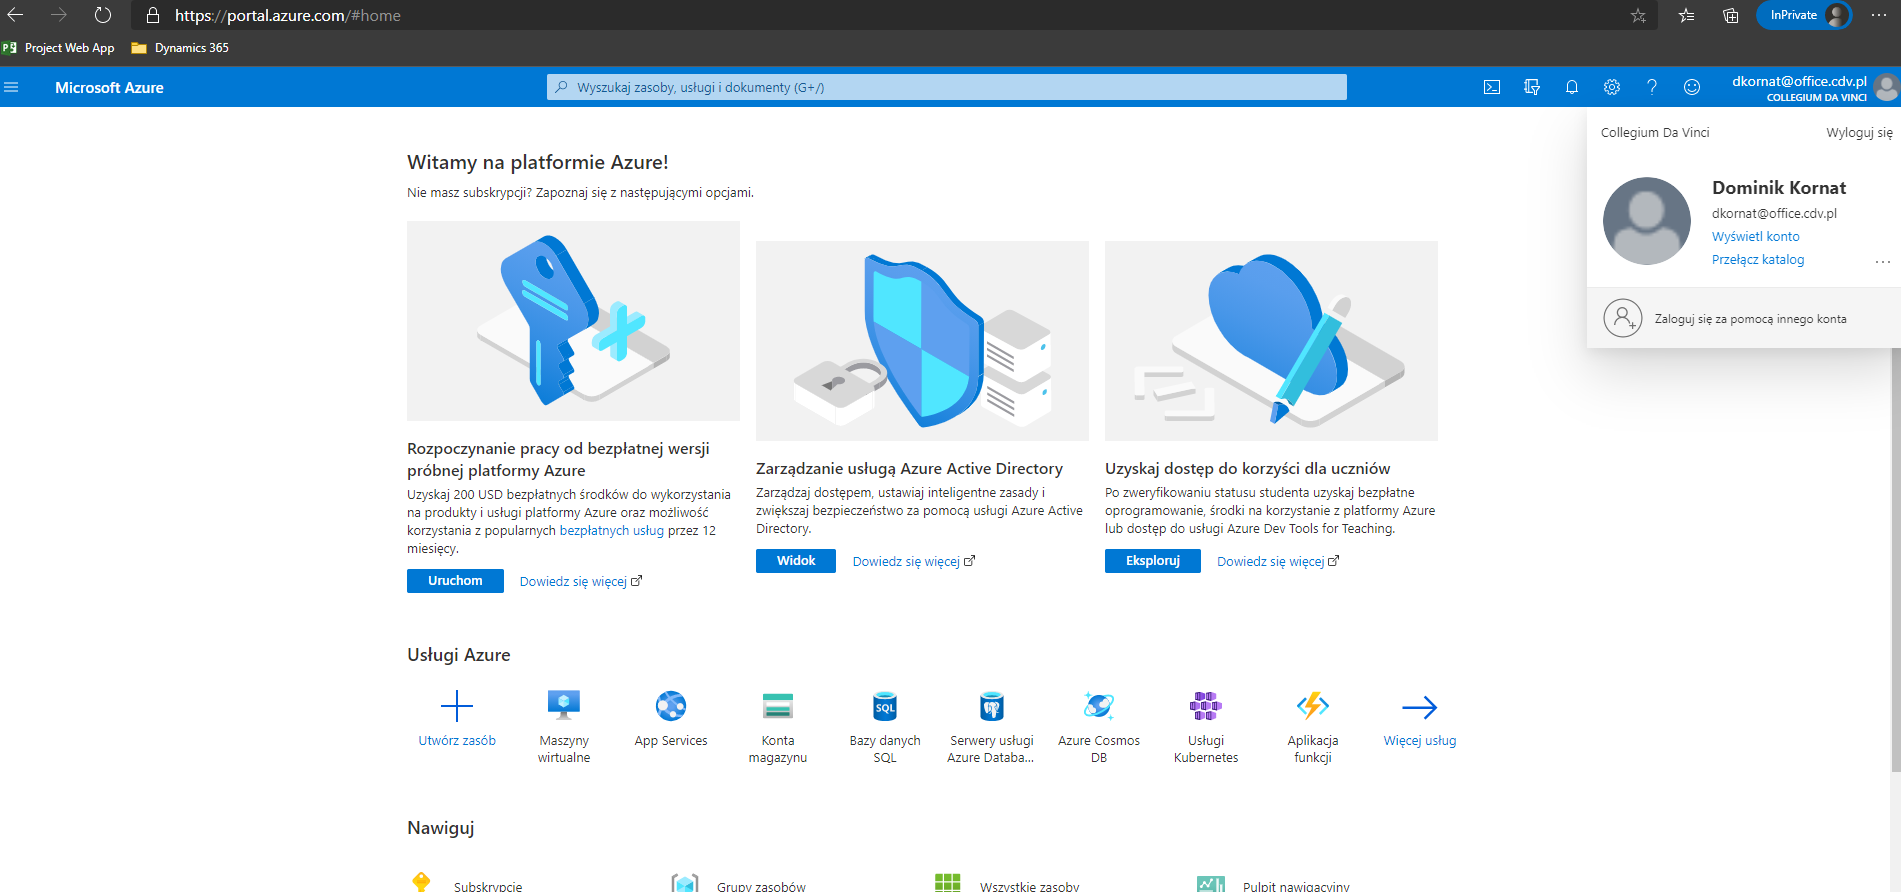 https://portal.azure.com/#home
InPrivate
Project Web App
Dynamics 365
Microsoft Azure
Wyszukaj zasoby, usługi i dokumenty (G+/)
dkornat@office.cdv.pl
COLLEGIUM DA VINCI
Collegium Da Vinci
Wyloguj się
Dominik Kornat
dkornat@office.cdv.pl
Wyświetl konto
Przełącz katalog
...
Zaloguj się za pomocą innego konta
Witamy na platformie Azure!
Nie masz subskrypcji? Zapoznaj się z następującymi opcjami.
Rozpoczynanie pracy od bezpłatnej wersji
próbnej platformy Azure
Uzyskaj 200 USD bezpłatnych środków do wykorzystania
na produkty i usługi platformy Azure oraz możliwość
korzystania z popularnych bezpłatnych usług przez 12
miesięcy.
Uruchom
Dowiedz się więcej
Zarządzanie usługą Azure Active Directory
Zarządzaj dostępem, ustawiaj inteligentne zasady i
zwiększaj bezpieczeństwo za pomocą usługi Azure Active
Directory.
Widok
Dowiedz się więcej
Uzyskaj dostęp do korzyści dla uczniów
Po zweryfikowaniu statusu studenta uzyskaj bezpłatne
oprogramowanie, środki na korzystanie z platformy Azure
lub dostęp do usługi Azure Dev Tools for Teaching.
Eksploruj
Dowiedz się więcej
Usługi Azure
Utwórz zasób
Maszyny
wirtualne
App Services
Konta
magazynu
SQL
Bazy danych
SQL
Serwery usługi
Azure Databa...
Azure Cosmos
DB
Usługi
Kubernetes
Aplikacja
funkcji
Więcej usług
Nawiguj
Subskrypcje
Grupy zasobów
Wszystkie zasoby
Pulpit nawigacyjny